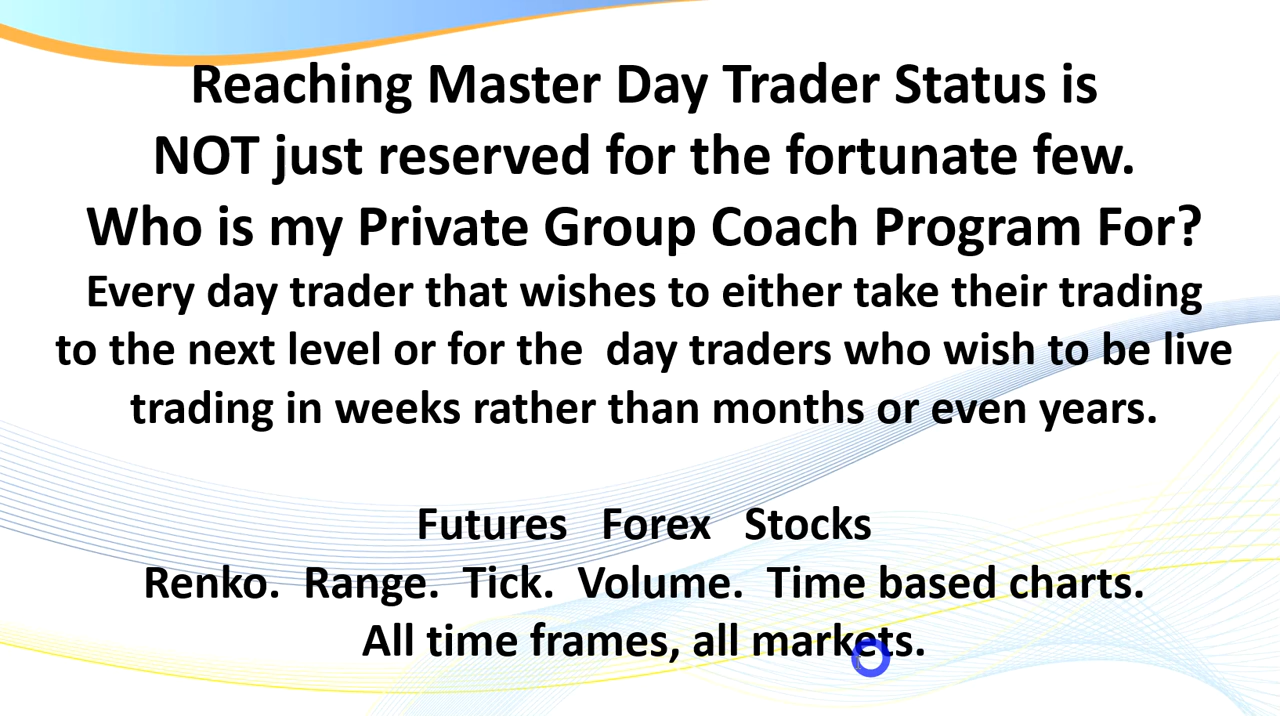 Reaching Master Day Trader Status is
NOT just reserved for the fortunate few.
Who is my Private Group Coach Program For?
Every day trader that wishes to either take their trading
to the next level or for the  day traders who wish to be live
trading in weeks rather than months or even years.
Futures   Forex   Stocks
Renko.  Range.  Tick.  Volume.  Time based charts.
All time frames, all markets.